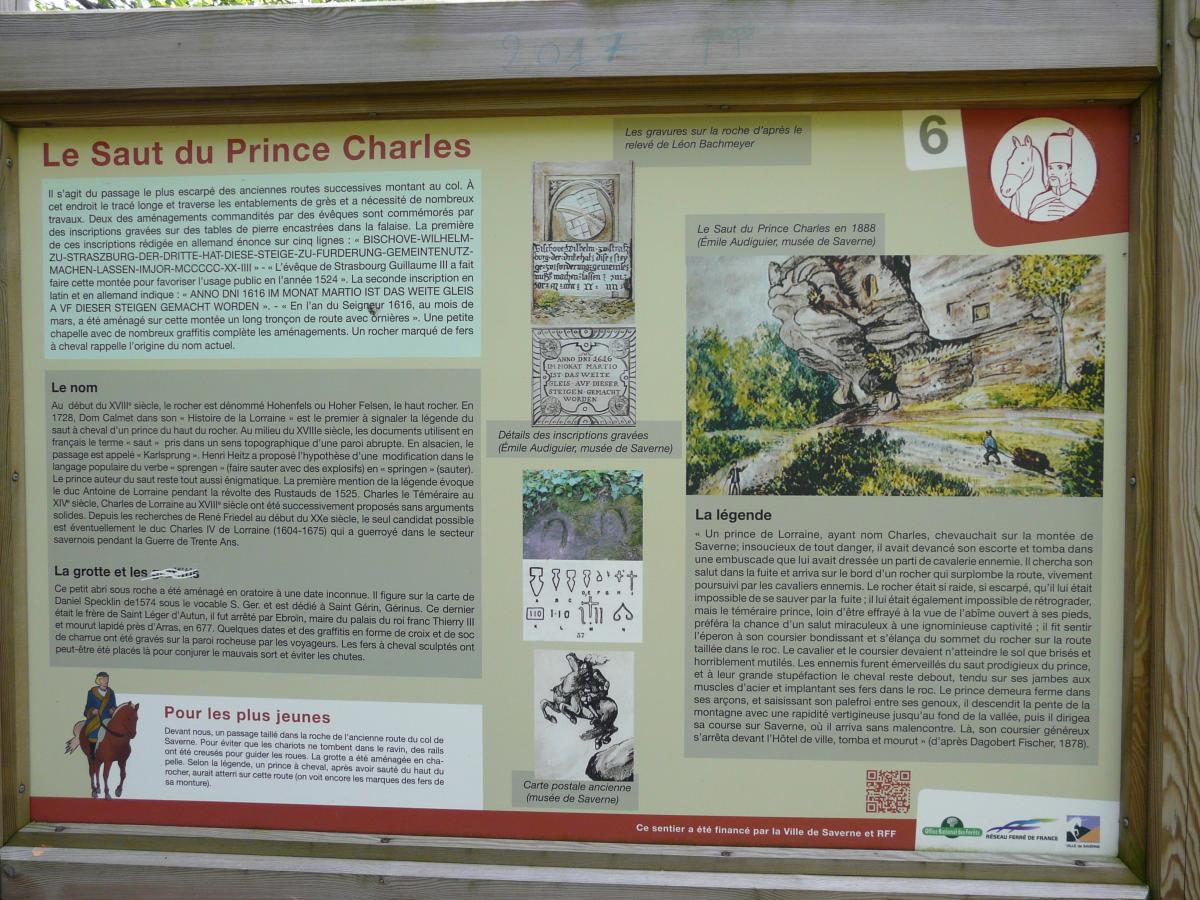 2017
Le Saut du Prince Charles
Il s'agit du passage le plus escarpé des anciennes routes successives montant au col. À
cet endroit le tracé longe et traverse les entablements de grès et a nécessité de nombreux
travaux. Deux des aménagements commandités par des évêques sont commémorés par
des inscriptions gravées sur des tables de pierre encastrées dans la falaise. La première
de ces inscriptions rédigée en allemand énonce sur cinq lignes : « BISCHOVE-WILHELM-
ZU-STRASZBURG-DER-DRITTE-HAT-DIESE-STEIGE-ZU-FURDERUNG-GEMEINTENUTZ-
MACHEN-LASSEN-IMJOR-MCCCCC-XX-IIII » - « L'évêque de Strasbourg Guillaume III a fait
faire cette montée pour favoriser l'usage public en l'année 1524 ». La seconde inscription en
latin et en allemand indique : « ANNO DNI 1616 IM MONAT MARTIO IST DAS WEITE GLEIS
A VF DIESER STEIGEN GEMACHT WORDEN ». - « En l'an du Seigneur 1616, au mois de
mars, a été aménagé sur cette montée un long tronçon de route avec ornières ». Une petite
chapelle avec de nombreux graffitis complète les aménagements. Un rocher marqué de fers
à cheval rappelle l'origine du nom actuel.
Le nom
Au début du XVIIIe siècle, le rocher est dénommé Hohenfels ou Hoher Felsen, le haut rocher. En
1728, Dom Calmet dans son « Histoire de la Lorraine » est le premier à signaler la légende du
saut à cheval d'un prince du haut du rocher. Au milieu du XVIIIe siècle, les documents utilisent en
français le terme « saut » pris dans un sens topographique d'une paroi abrupte. En alsacien, le
passage est appelé « Karlsprung ». Henri Heitz a proposé l'hypothèse d'une modification dans le
langage populaire du verbe « sprengen » (faire sauter avec des explosifs) en « springen » (sauter).
Le prince auteur du saut reste tout aussi énigmatique. La première mention de la légende évoque
le duc Antoine de Lorraine pendant la révolte des Rustauds de 1525. Charles le Téméraire au
XIVe siècle, Charles de Lorraine au XVIIIe siècle ont été successivement proposés sans arguments
solides. Depuis les recherches de René Friedel au début du XXe siècle, le seul candidat possible
est éventuellement le duc Charles IV de Lorraine (1604-1675) qui a guerroyé dans le secteur
savernois pendant la Guerre de Trente Ans.
La grotte et les
Ce petit abri sous roche a été aménagé en oratoire à une date inconnue. Il figure sur la carte de
Daniel Specklin de1574 sous le vocable S. Ger. et est dédié à Saint Gérin, Gérinus. Ce dernier
était le frère de Saint Léger d'Autun, il fut arrêté par Ebroïn, maire du palais du roi franc Thierry III
et mourut lapidé près d'Arras, en 677. Quelques dates et des graffitis en forme de croix et de soc
de charrue ont été gravés sur la paroi rocheuse par les voyageurs. Les fers à cheval sculptés ont
peut-être été placés là pour conjurer le mauvais sort et éviter les chutes.
Pour les plus jeunes
Devant nous, un passage taillé dans la roche de l'ancienne route du col de
Saverne. Pour éviter que les chariots ne tombent dans le ravin, des rails
ont été creusés pour guider les roues. La grotte a été aménagée en cha-
pelle. Selon la légende, un prince à cheval, après avoir sauté du haut du
rocher, aurait atterri sur cette route (on voit encore les marques des fers de
sa monture).
Les gravures sur la roche d'après le
relevé de Léon Bachmeyer
ANNO DNI 1616
IM MONAT MARTIO
IST DAS WEITE
GLEIS AVF DIESER
STEIGEN GEMACHT
WORDEN
Détails des inscriptions gravées
(Émile Audiguier, musée de Saverne)
57
Carte postale ancienne
(musée de Saverne)
6
Le Saut du Prince Charles en 1888
(Émile Audiguier, musée de Saverne)
La légende
« Un prince de Lorraine, ayant nom Charles, chevauchait sur la montée de
Saverne; insoucieux de tout danger, il avait devancé son escorte et tomba dans
une embuscade que lui avait dressée un parti de cavalerie ennemis. Il chercha son
salut dans la fuite et arriva sur le bord d'un rocher qui surplombe la route, vivement
poursuivi par les cavaliers ennemis. Le rocher était si raide, si escarpé, qu'il lui était
impossible de se sauver par la fuite ; il lui était également impossible de rétrograder,
mais le téméraire prince, loin d'être effrayé à la vue de l'abîme ouvert à ses pieds,
préféra la chance d'un salut miraculeux à une ignominieuse captivité ; il fit sentir
l'éperon à son coursier bondissant et s'élança du sommet du rocher sur la route
taillée dans le roc. Le cavalier et le coursier devaient n'atteindre le sol que brisés et
horriblement mutilés. Les ennemis furent émerveillés du saut prodigieux du prince,
et à leur grande stupéfaction le cheval reste debout, tendu sur ses jambes aux
muscles d'acier et implantant ses fers dans le roc. Le prince demeura ferme dans
ses arçons, et saisissant son palefroi entre ses genoux, il descendit la pente de la
montagne avec une rapidité vertigineuse jusqu'au fond de la vallée, puis il dirigea
sa course sur Saverne, où il arriva sans malencontre. Là, son coursier généreux
s'arrêta devant l'Hôtel de ville, tomba et mourut » (d'après Dagobert Fischer, 1878).
Ce sentier a été financé par la Ville de Saverne et RFF
Office National des Forêts
RÉSEAU FERRÉ DE FRANCE
VILLE DE SAVERNE